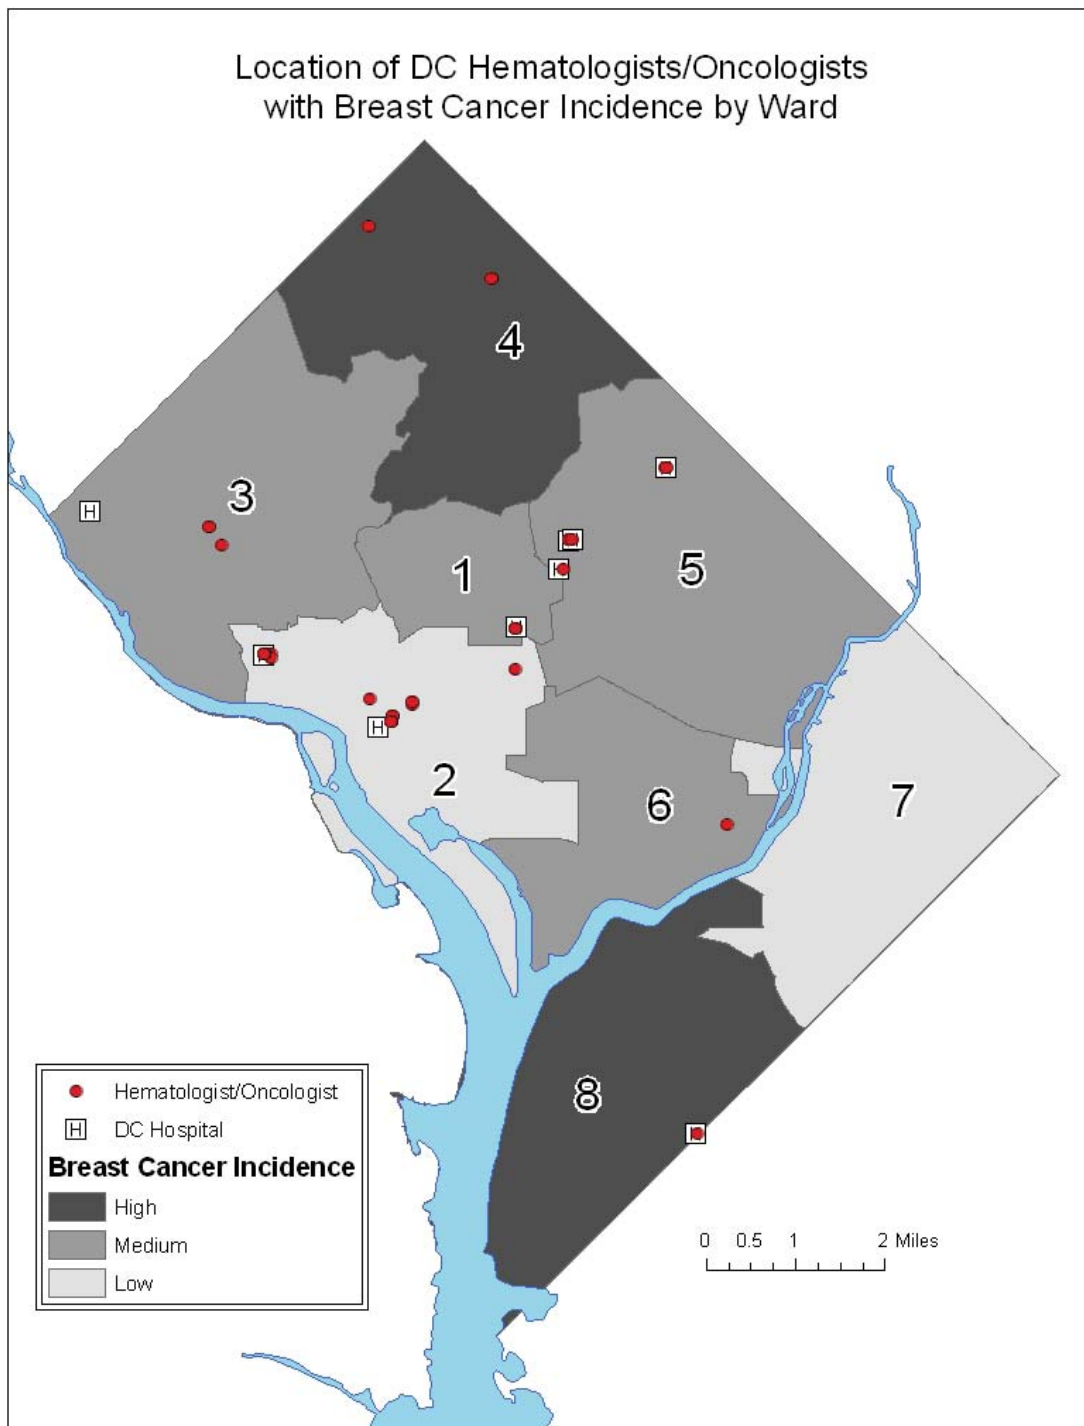 Location of DC Hematologists/Oncologists
with Breast Cancer Incidence by Ward
4
3
H
1
5
H
2
6
7
8
Hematologist/Oncologist
H DC Hospital
Breast Cancer Incidence
High
Medium
Low
0 0.5 1 2 Miles